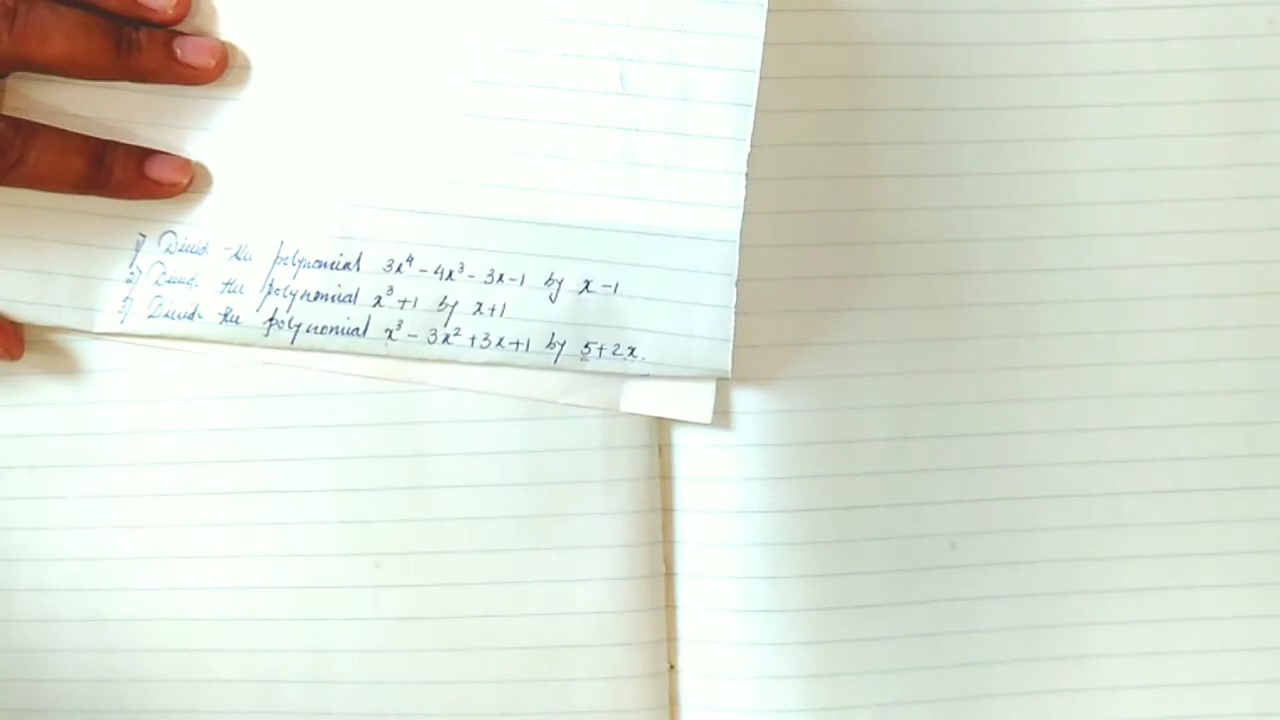 1) Divide the polynomial 3x⁴ - 4x³ - 3x - 1 by x - 1
2) Divide the polynomial x³ + 1 by x + 1
3) Divide the polynomial x³ - 3x² + 3x + 1 by 5 + 2x.